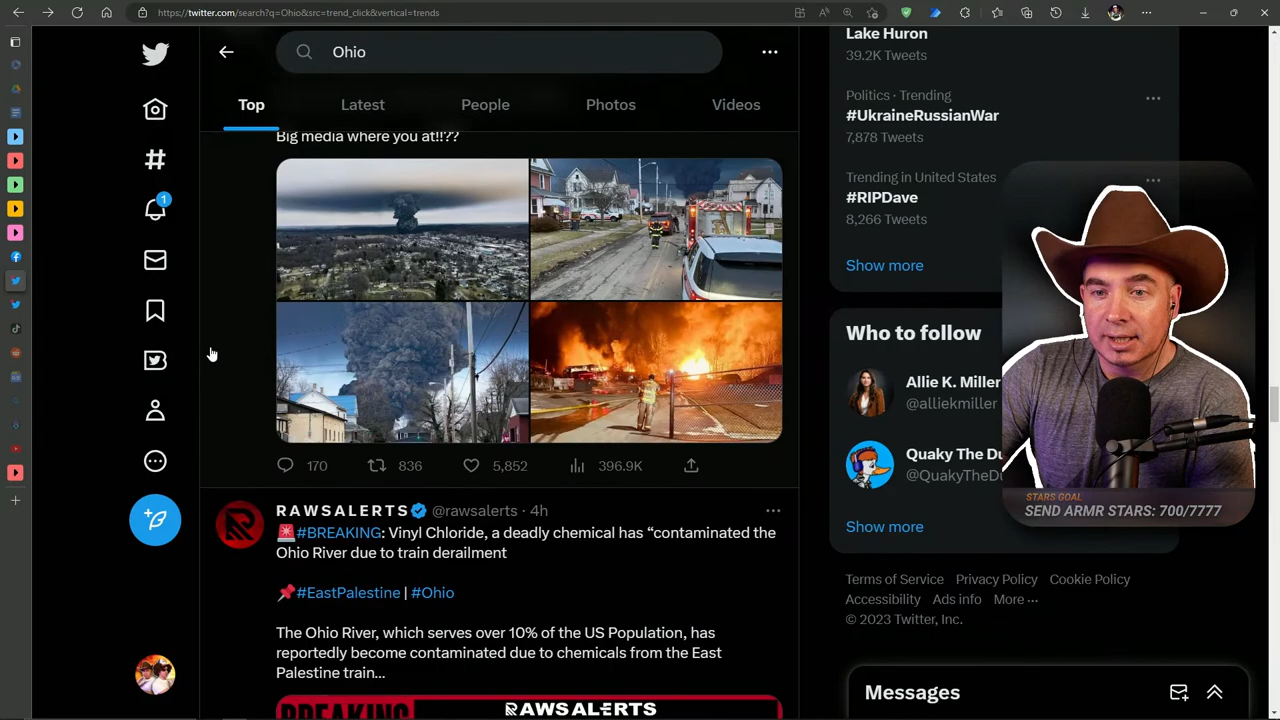 https://twitter.com/search?q=Ohio&src=trend_click&vertical=trends
Ohio
Top
Latest
People
Photos
Videos
Big media where you at!!??
170
836
5,852
396.9K
RAWSALERTS @rawsalerts · 4h
🚨#BREAKING: Vinyl Chloride, a deadly chemical has “contaminated the
Ohio River due to train derailment
📌#EastPalestine | #Ohio
The Ohio River, which serves over 10% of the US Population, has
reportedly become contaminated due to chemicals from the East
Palestine train...
BREAKING
RAWSALERTS
Lake Huron
39.2K Tweets
Politics · Trending
#UkraineRussianWar
7,878 Tweets
Trending in United States
#RIPDave
8,266 Tweets
Show more
Who to follow
Allie K. Miller
@alliekmiller
Quaky The Du
@QuakyTheDu
Show more
STARS GOAL
SEND ARMR STARS: 700/7777
Terms of Service Privacy Policy Cookie Policy
Accessibility Ads info More ···
© 2023 Twitter, Inc.
Messages
1